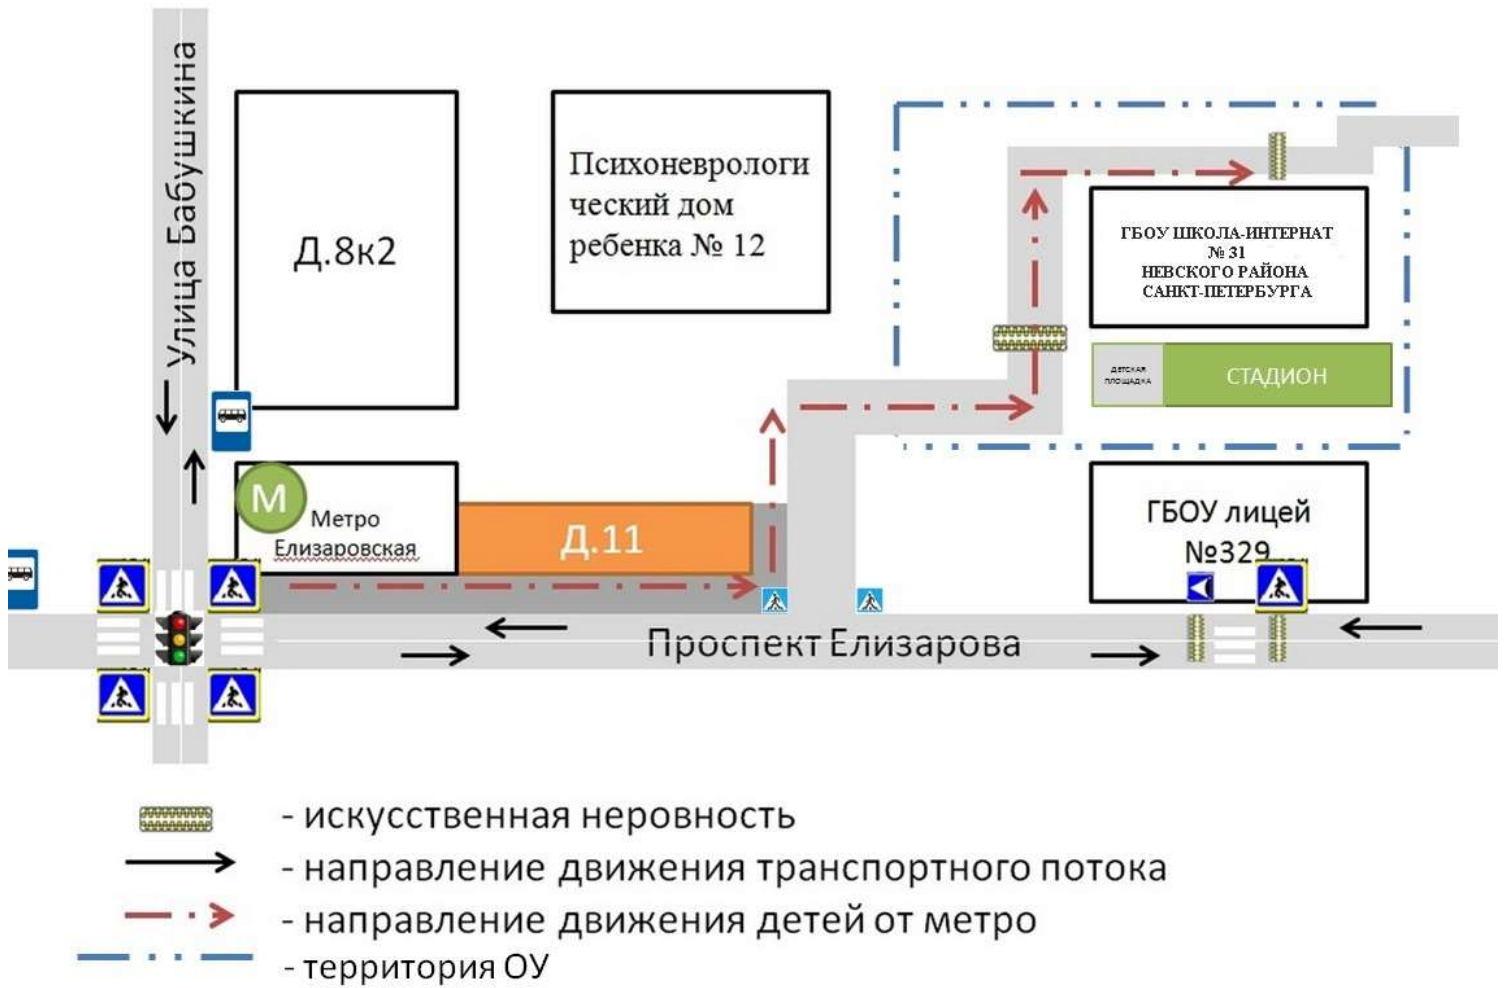 Улица Бабушкина
Д.8к2
Психоневрологи
ческий дом
ребенка № 12
ГБОУ ШКОЛА-ИНТЕРНАТ
№ 31
НЕВСКОГО РАЙОНА
САНКТ-ПЕТЕРБУРГА
ДЕТСКАЯ
ПЛОЩАДКА
СТАДИОН
М
Метро
Елизаровская
Д.11
ГБОУ лицей
№329
Проспект Елизарова
- искусственная неровность
- направление движения транспортного потока
- направление движения детей от метро
- территория ОУ